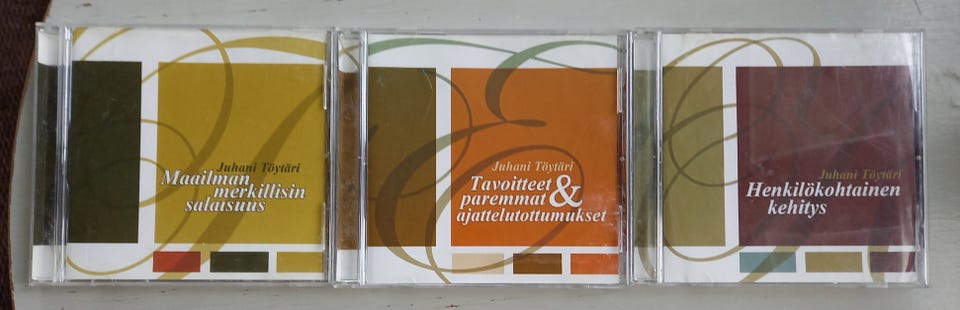 Juhani Töytäri
Maailman
merkillisin
salaisuus
Juhani Töytäri
Tavoitteet
paremmat &
ajattelutottumukset
Juhani Töytäri
Henkilökohtainen
kehitys